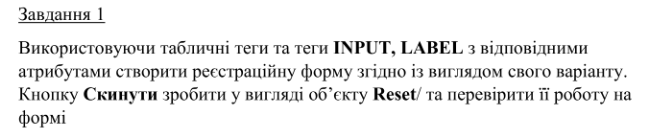 Завдання 1
Використовуючи табличні теги та теги INPUT, LABEL з відповідними
атрибутами створити реєстраційну форму згідно із виглядом свого варіанту.
Кнопку Скинути зробити у вигляді об’єкту Reset/ та перевірити її роботу на
формі